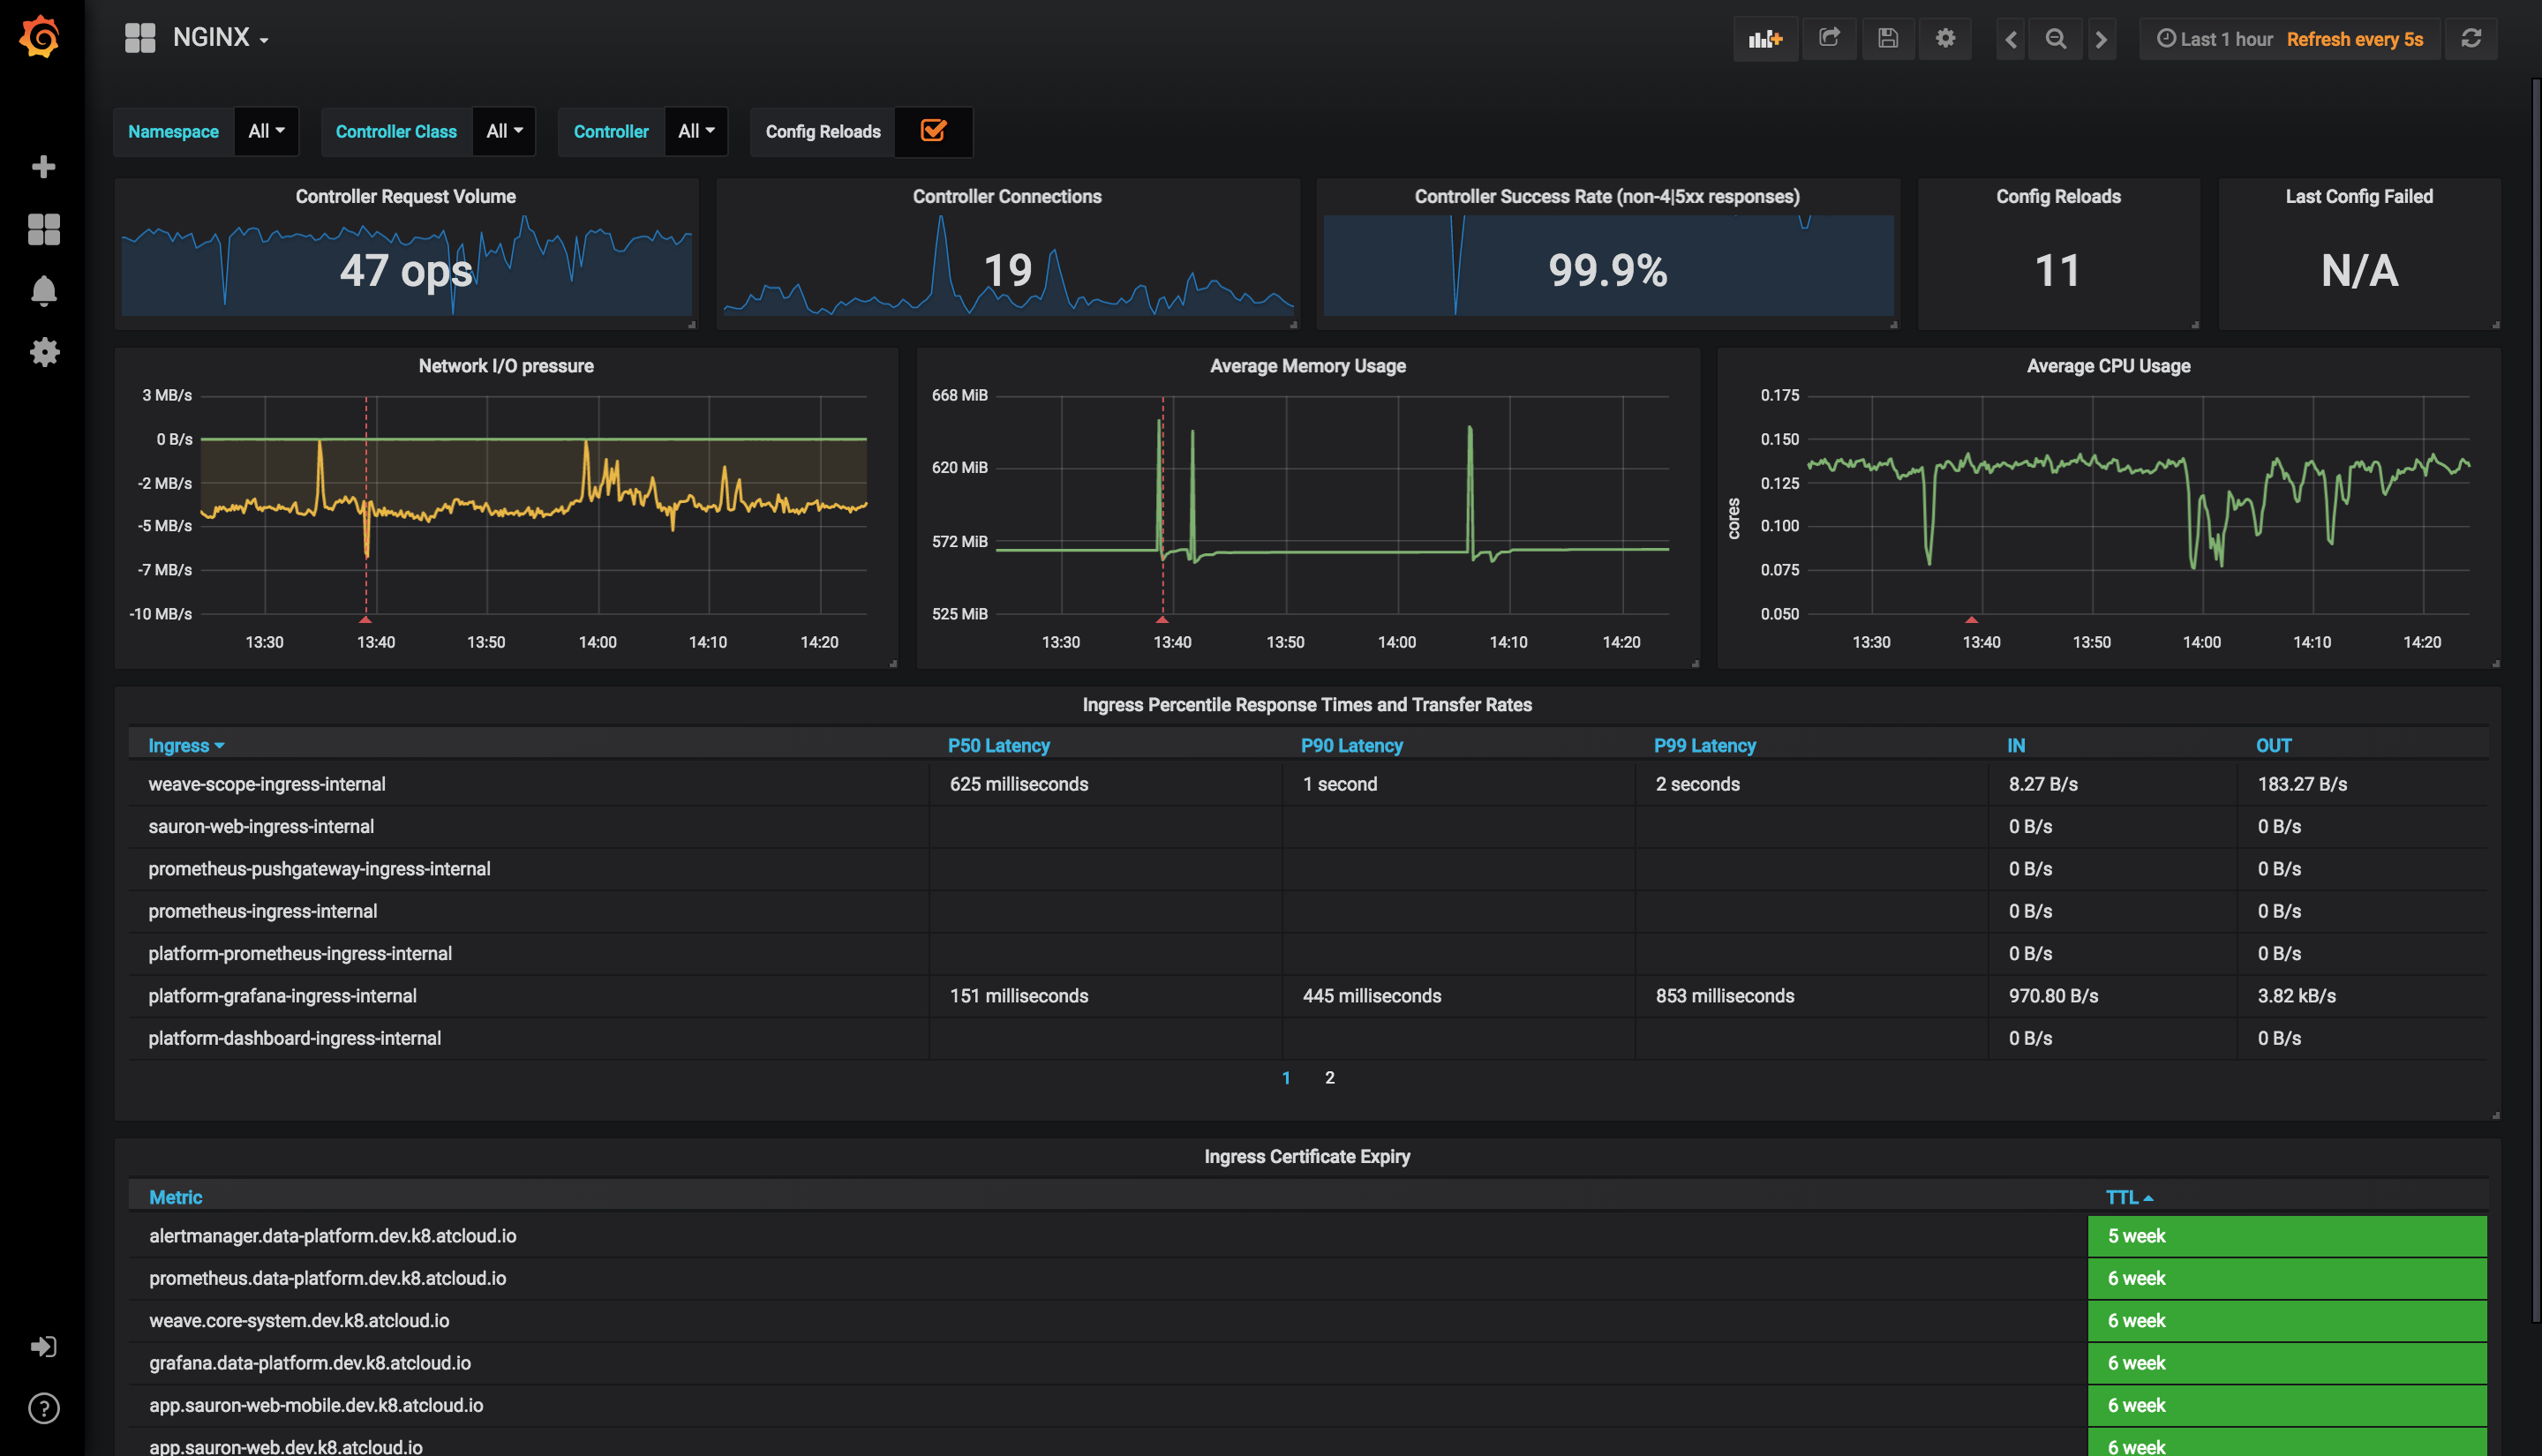 NGINX
Last 1 hour Refresh every 5s
Namespace All Controller Class All Controller All Config Reloads
Controller Request Volume
47 ops
Controller Connections
19
Controller Success Rate (non-4|5xx responses)
99.9%
Config Reloads
11
Last Config Failed
N/A
Network I/O pressure
3 MB/s
0 B/s
-2 MB/s
-5 MB/s
-7 MB/s
-10 MB/s
13:30 13:40 13:50 14:00 14:10 14:20
Average Memory Usage
668 MiB
620 MiB
572 MiB
525 MiB
13:30 13:40 13:50 14:00 14:10 14:20
Average CPU Usage
cores
0.175
0.150
0.125
0.100
0.075
0.050
13:30 13:40 13:50 14:00 14:10 14:20
Ingress Percentile Response Times and Transfer Rates
Ingress P50 Latency P90 Latency P99 Latency IN OUT
weave-scope-ingress-internal 625 milliseconds 1 second 2 seconds 8.27 B/s 183.27 B/s
sauron-web-ingress-internal 0 B/s 0 B/s
prometheus-pushgateway-ingress-internal 0 B/s 0 B/s
prometheus-ingress-internal 0 B/s 0 B/s
platform-prometheus-ingress-internal 0 B/s 0 B/s
platform-grafana-ingress-internal 151 milliseconds 445 milliseconds 853 milliseconds 970.80 B/s 3.82 kB/s
platform-dashboard-ingress-internal 0 B/s 0 B/s
1 2
Ingress Certificate Expiry
Metric TTL
alertmanager.data-platform.dev.k8.atcloud.io 5 week
prometheus.data-platform.dev.k8.atcloud.io 6 week
weave.core-system.dev.k8.atcloud.io 6 week
grafana.data-platform.dev.k8.atcloud.io 6 week
app.sauron-web-mobile.dev.k8.atcloud.io 6 week
app.sauron-web.dev.k8.atcloud.io 6 week